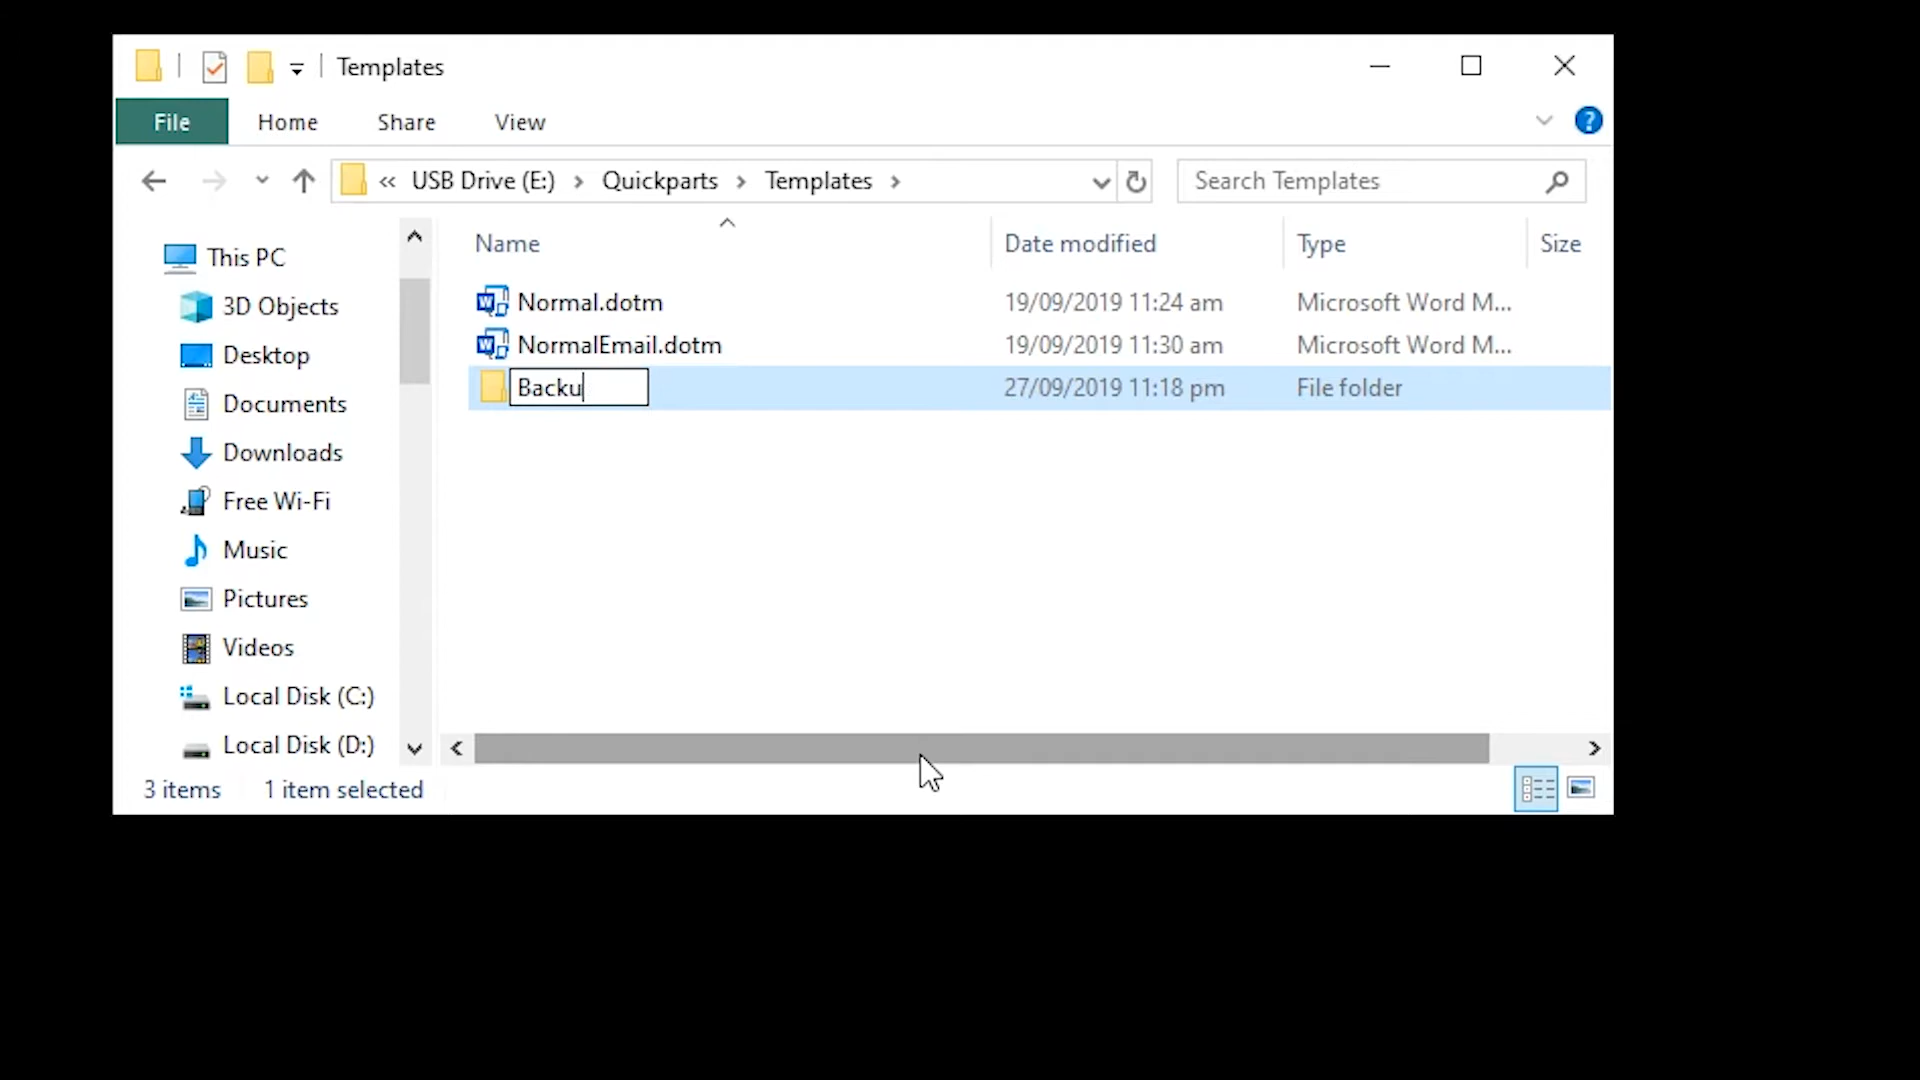 Templates
File Home Share View
« USB Drive (E:) > Quickparts > Templates > Search Templates
Name Date modified Type Size
This PC
3D Objects
Desktop
Documents
Downloads
Free Wi-Fi
Music
Pictures
Videos
Local Disk (C:)
Local Disk (D:)
Normal.dotm 19/09/2019 11:24 am Microsoft Word M...
NormalEmail.dotm 19/09/2019 11:30 am Microsoft Word M...
Backu 27/09/2019 11:18 pm File folder
3 items 1 item selected